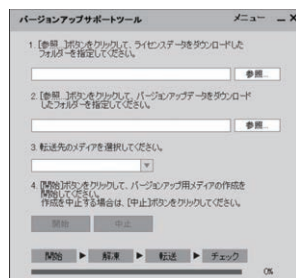 バージョンアップサポートツール
メニュー
1. [参照...]ボタンをクリックして、ライセンスデータをダウンロードした
フォルダーを指定してください。
参照...
2. [参照...]ボタンをクリックして、バージョンアップデータをダウンロード
したフォルダーを指定してください。
参照...
3. 転送先のメディアを選択してください。
4. [開始]ボタンをクリックして、バージョンアップ用メディアの作成を
開始してください。
作成を中止する場合は、[中止]ボタンをクリックしてください。
開始 中止
開始 ▶ 解凍 ▶ 転送 ▶ チェック
0%